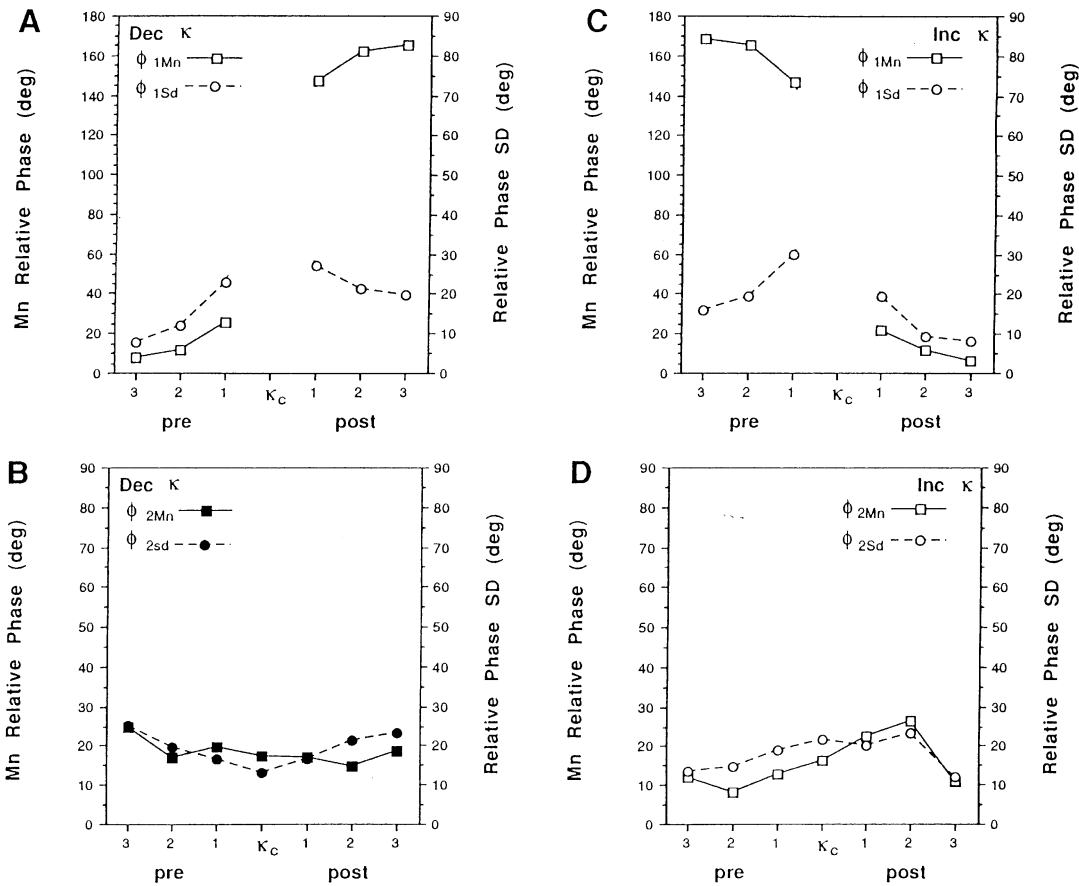 A
Dec κ
ϕ 1Mn
ϕ 1Sd
Mn Relative Phase (deg)
180
160
140
120
100
80
60
40
20
0
90
80
70
60
50
40
30
20
10
0
Relative Phase SD (deg)
3 2 1 κc 1 2 3
pre post
C
Inc κ
ϕ 1Mn
ϕ 1Sd
Mn Relative Phase (deg)
180
160
140
120
100
80
60
40
20
0
90
80
70
60
50
40
30
20
10
0
Relative Phase SD (deg)
3 2 1 κc 1 2 3
pre post
B
Dec κ
ϕ 2Mn
ϕ 2sd
Mn Relative Phase (deg)
90
80
70
60
50
40
30
20
10
0
90
80
70
60
50
40
30
20
10
0
Relative Phase SD (deg)
3 2 1 κc 1 2 3
pre post
D
Inc κ
ϕ 2Mn
ϕ 2Sd
Mn Relative Phase (deg)
90
80
70
60
50
40
30
20
10
0
90
80
70
60
50
40
30
20
10
0
Relative Phase SD (deg)
3 2 1 κc 1 2 3
pre post